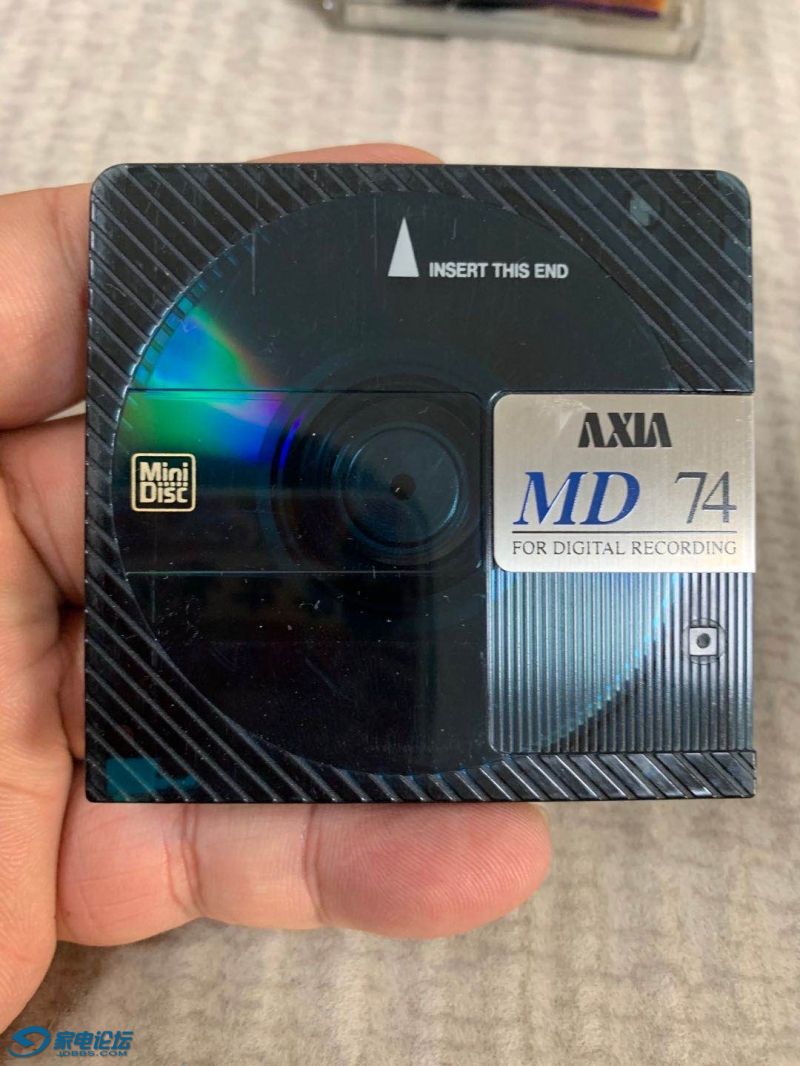 INSERT THIS END
Mini
Disc
AXIA
MD 74
FOR DIGITAL RECORDING
家电论坛
JDBBS.COM